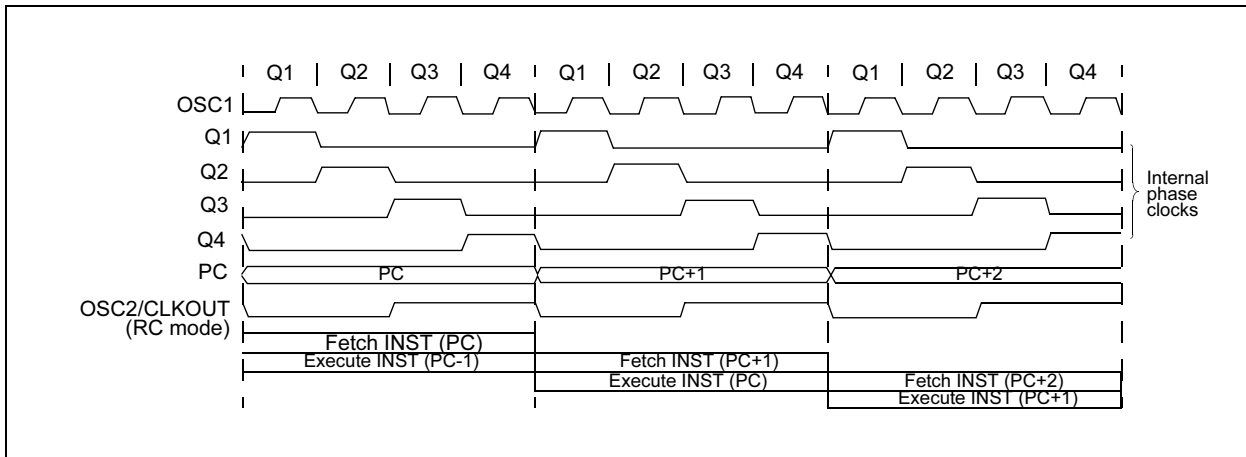 Q1 Q2 Q3 Q4 Q1 Q2 Q3 Q4 Q1 Q2 Q3 Q4
OSC1
Q1
Q2
Q3
Q4
Internal
phase
clocks
PC
PC PC+1 PC+2
OSC2/CLKOUT
(RC mode)
Fetch INST (PC)
Execute INST (PC-1) Fetch INST (PC+1)
Execute INST (PC) Fetch INST (PC+2)
Execute INST (PC+1)